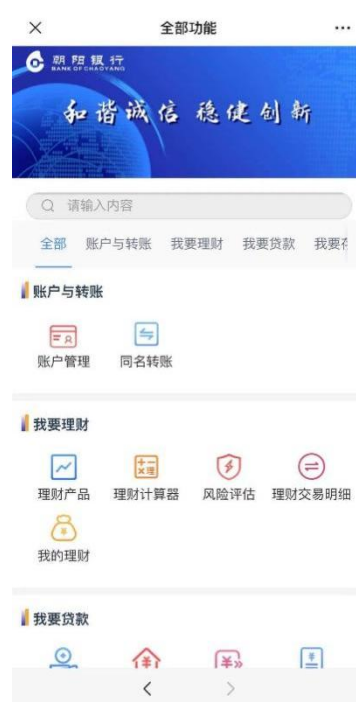 全部功能
朝阳银行
BANK OF CHAOYANG
和谐诚信 稳健创新
请输入内容
全部 账户与转账 我要理财 我要贷款 我要存
账户与转账
账户管理 同名转账
我要理财
理财产品 理财计算器 风险评估 理财交易明细
我的理财
我要贷款